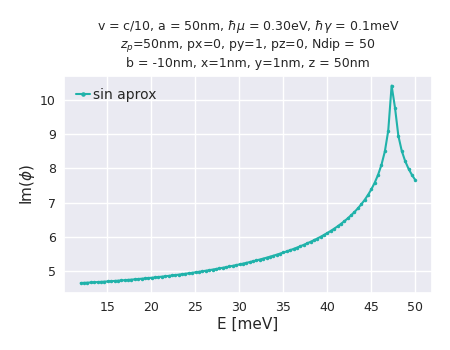 v = c/10, a = 50nm, ℏμ = 0.30eV, ℏγ = 0.1meV
zₚ=50nm, px=0, py=1, pz=0, Ndip = 50
b = -10nm, x=1nm, y=1nm, z = 50nm
sin aprox
Im(ϕ)
10
9
8
7
6
5
15 20 25 30 35 40 45 50
E [meV]